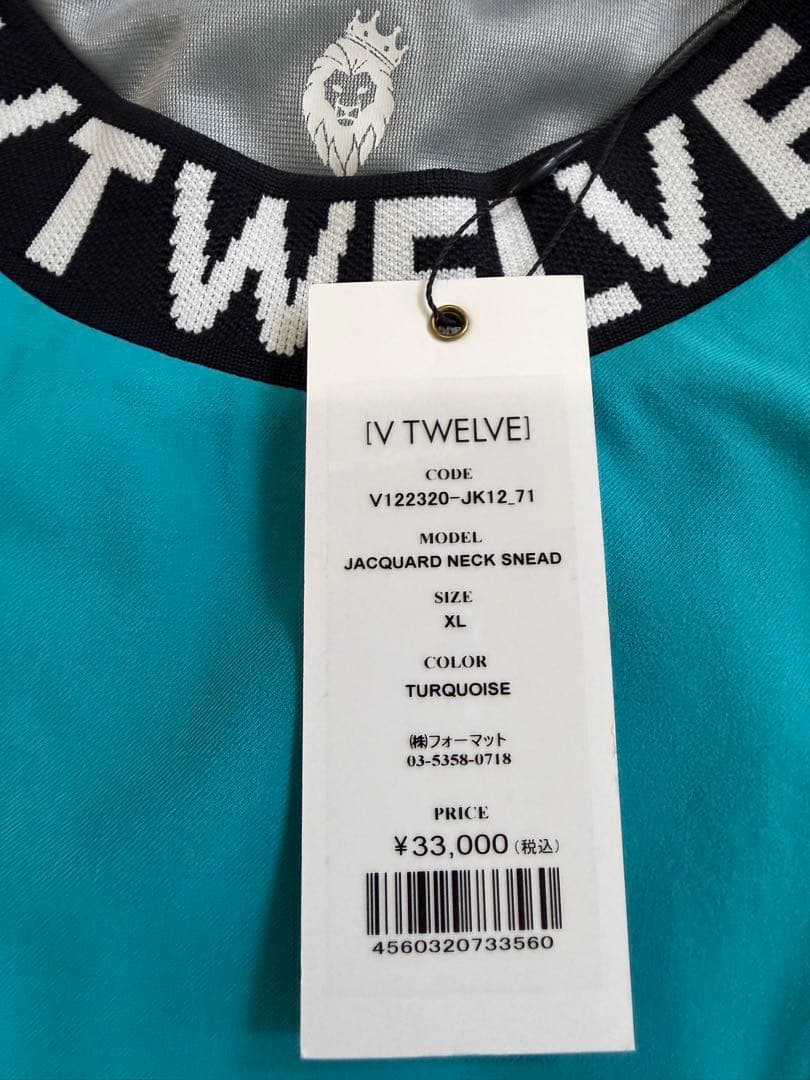 V TWELVE
[V TWELVE]
CODE
V122320-JK12_71
MODEL
JACQUARD NECK SNEAD
SIZE
XL
COLOR
TURQUOISE
㈱フォーマット
03-5358-0718
PRICE
¥33,000(税込)
4560320733560